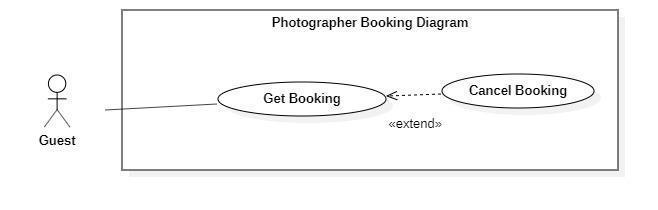 Photographer Booking Diagram
Get Booking
Cancel Booking
«extend»
Guest